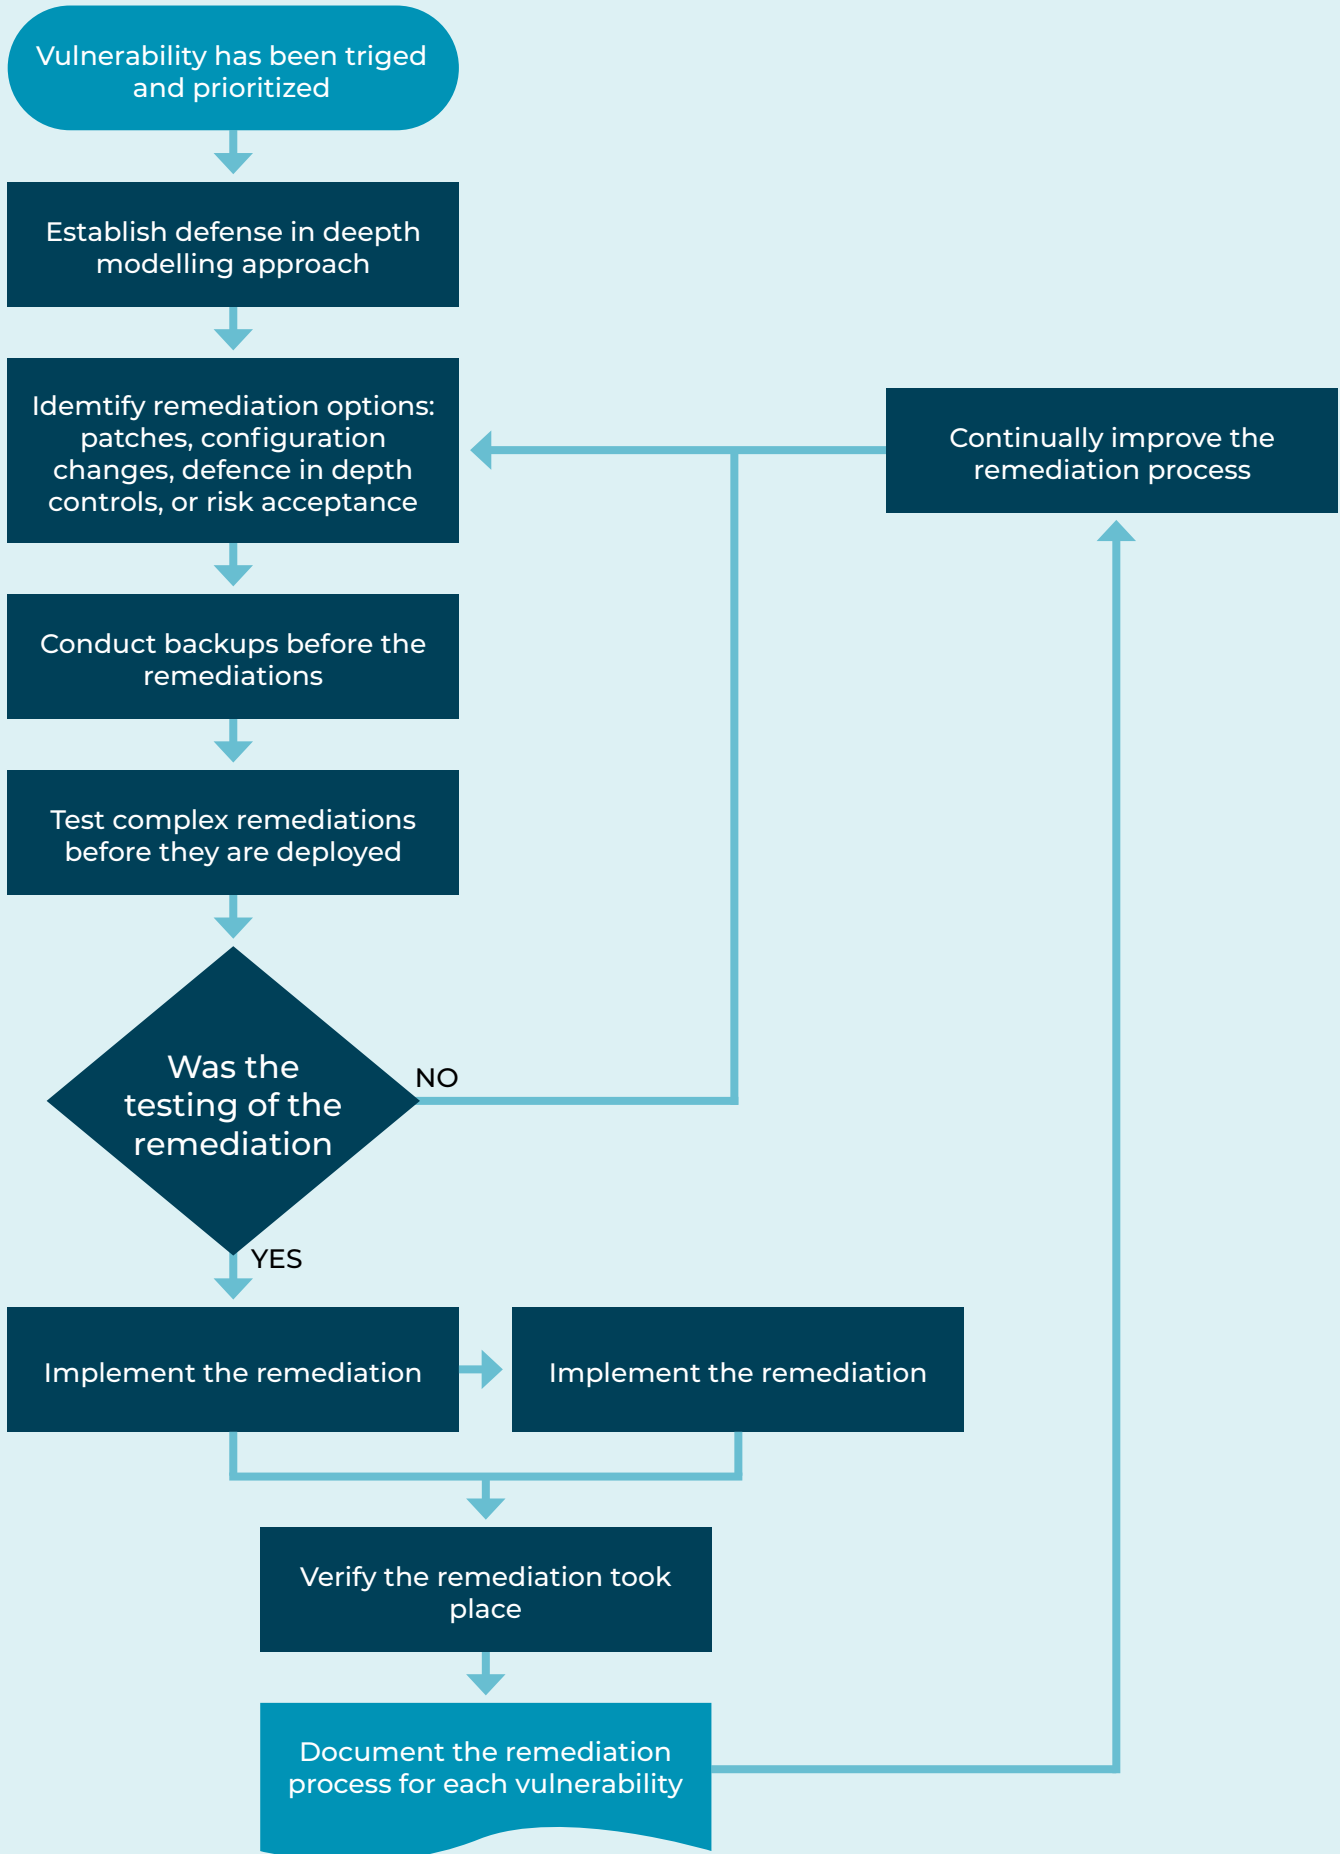 Vulnerability has been triged
and prioritized
Establish defense in deepth
modelling approach
Idemtify remediation options:
patches, configuration
changes, defence in depth
controls, or risk acceptance
Continually improve the
remediation process
Conduct backups before the
remediations
Test complex remediations
before they are deployed
Was the
testing of the
remediation
NO
YES
Implement the remediation
Implement the remediation
Verify the remediation took
place
Document the remediation
process for each vulnerability